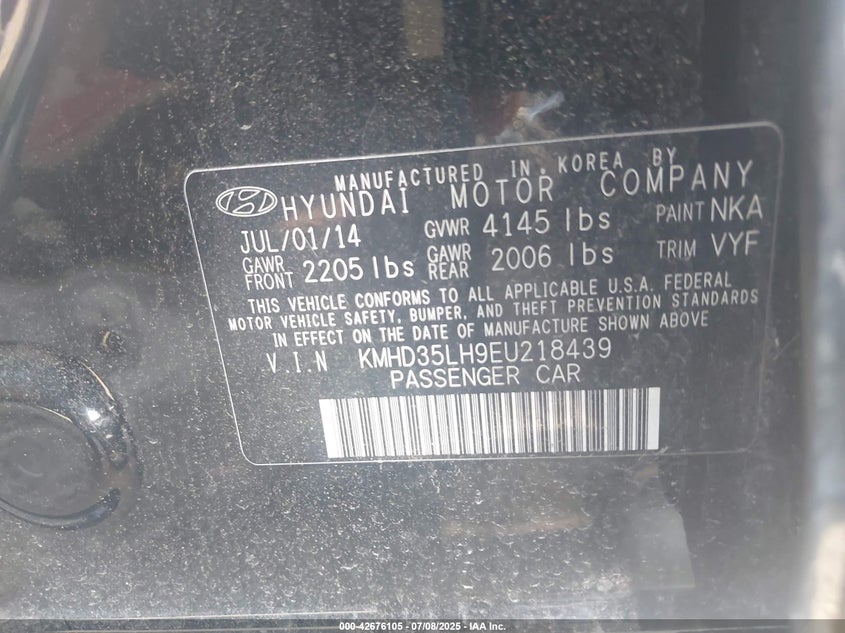 MANUFACTURED IN KOREA BY
HYUNDAI MOTOR COMPANY
JUL/01/14 GVWR 4145 lbs PAINT NKA
GAWR FRONT 2205 lbs GAWR REAR 2006 lbs TRIM VYF
THIS VEHICLE CONFORMS TO ALL APPLICABLE U.S.A. FEDERAL
MOTOR VEHICLE SAFETY, BUMPER, AND THEFT PREVENTION STANDARDS
IN EFFECT ON THE DATE OF MANUFACTURE SHOWN ABOVE
V.I.N KMHD35LH9EU218439
PASSENGER CAR
000-42676105 - 07/08/2025 - IAA Inc.